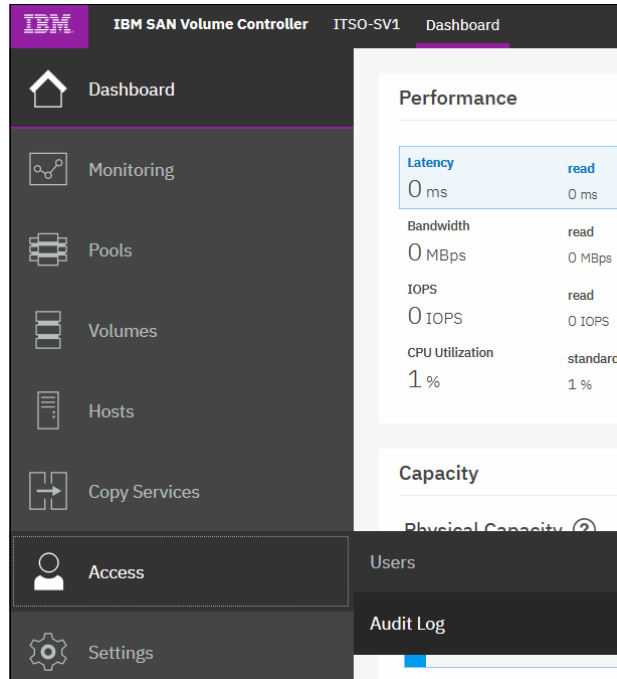 IBM IBM SAN Volume Controller ITSO-SV1 Dashboard
Dashboard
Monitoring
Pools
Volumes
Hosts
Copy Services
Access
Settings
Performance
Latency read
0 ms 0 ms
Bandwidth read
0 MBps 0 MBps
IOPS read
0 IOPS 0 IOPS
CPU Utilization standard
1 % 1 %
Capacity
Physical Capacity ?
Users
Audit Log